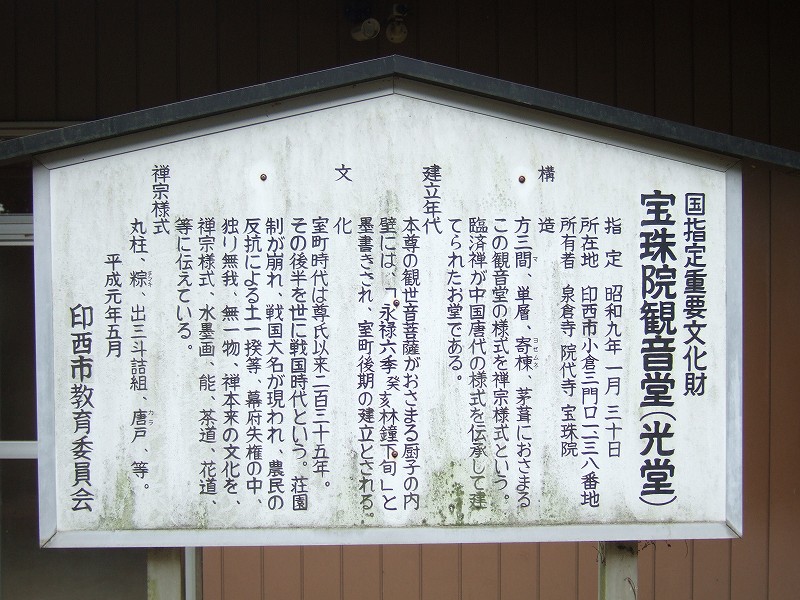 国指定重要文化財
宝珠院観音堂(光堂)
指定 昭和九年一月三十日
所在地 印西市小倉三門口一三八番地
所有者 泉倉寺 院代寺 宝珠院
構造
方三間、単層、寄棟、茅葺におさまる
この観音堂の様式を禅宗様式という。
臨済禅が中国唐代の様式を伝承して建
てられたお堂である。
建立年代
本尊の観世音菩薩がおさまる厨子の内
壁には、「永禄六季癸亥林鐘下旬」と
墨書きされ、室町後期の建立とされる。
文化
室町時代は尊氏以来二百三十五年。
その後半を世に戦国時代という。荘園
制が崩れ、戦国大名が現われ、農民の
反抗による土一揆等、幕府失権の中、
独り無我、無一物、禅本来の文化を、
禅宗様式、水墨画、能、茶道、花道、
等に伝えている。
禅宗様式
丸柱、粽、出三斗詰組、唐戸、等。
平成元年五月
印西市教育委員会